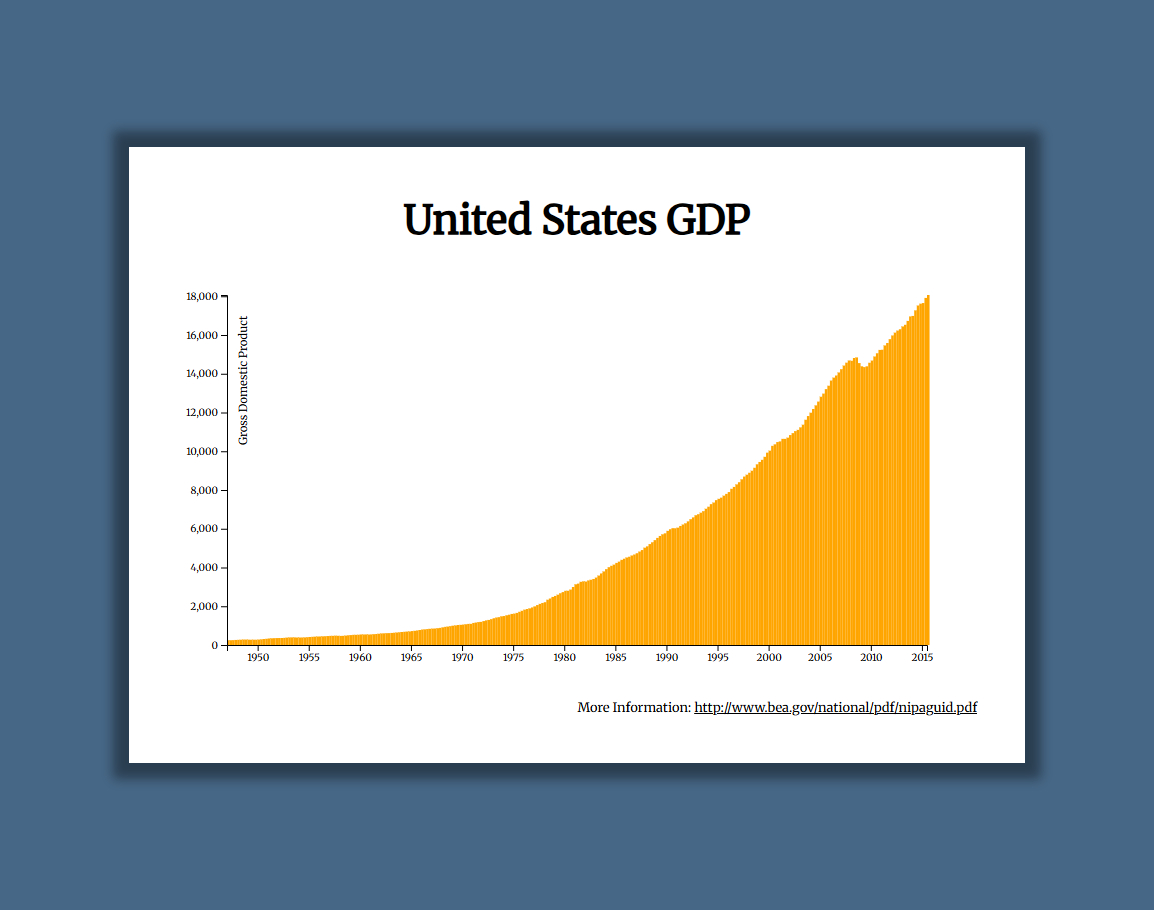 United States GDP
18,000
16,000
14,000
12,000
10,000
8,000
6,000
4,000
2,000
0
Gross Domestic Product
1950 1955 1960 1965 1970 1975 1980 1985 1990 1995 2000 2005 2010 2015
More Information: http://www.bea.gov/national/pdf/nipaguid.pdf